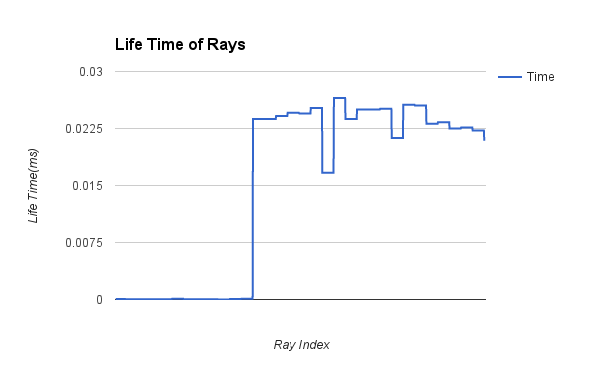 Life Time of Rays
0.03
Time
0.0225
0.015
0.0075
0
Life Time(ms)
Ray Index